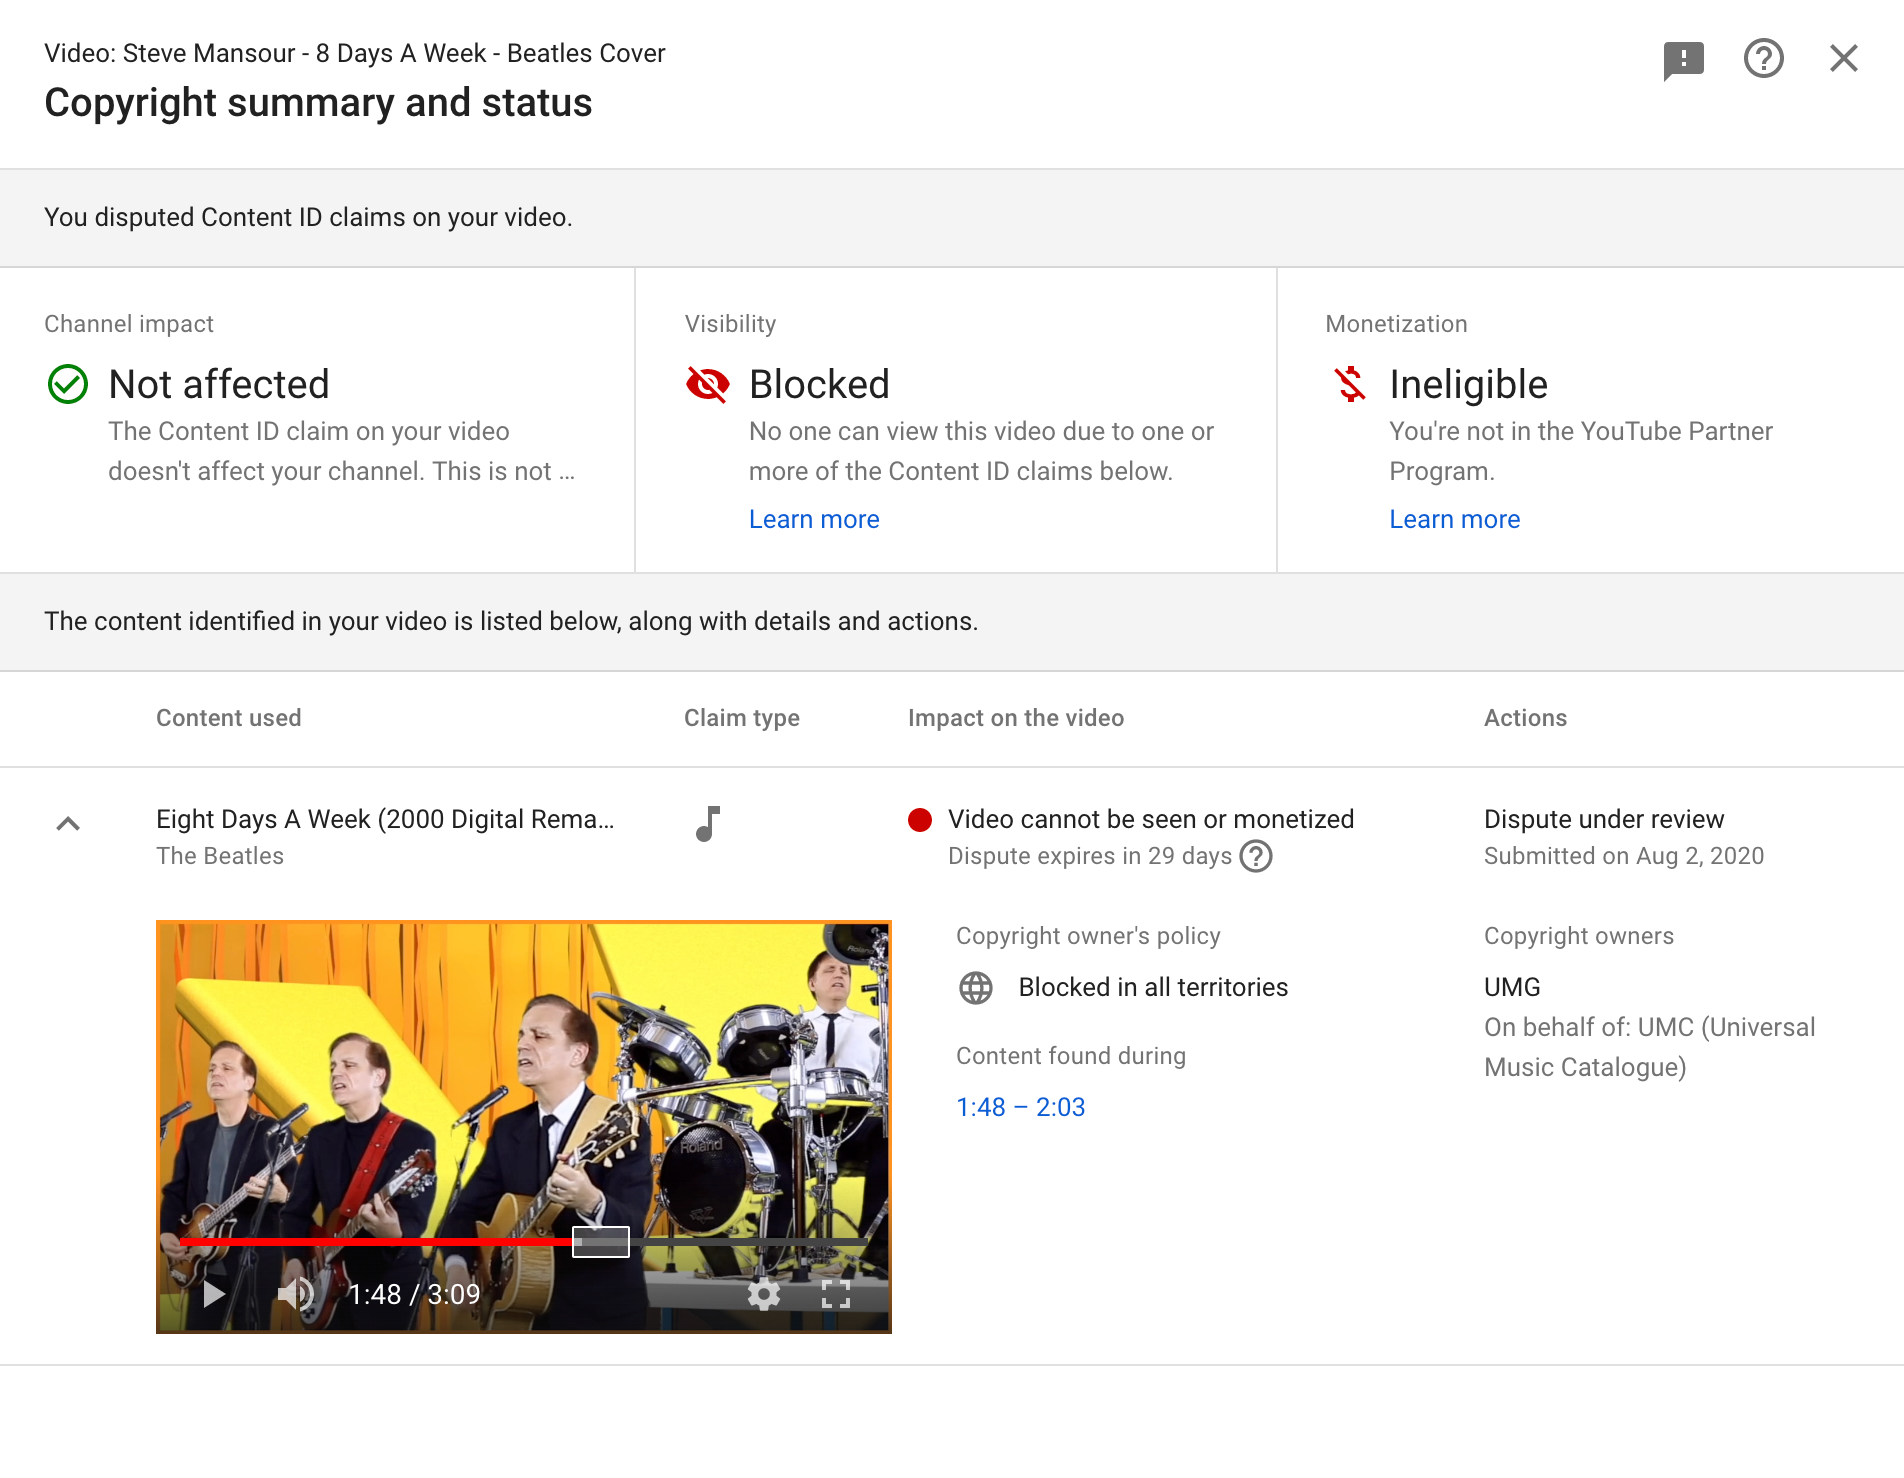 Video: Steve Mansour - 8 Days A Week - Beatles Cover
Copyright summary and status
You disputed Content ID claims on your video.
Channel impact
Not affected
The Content ID claim on your video
doesn't affect your channel. This is not ...
Visibility
Blocked
No one can view this video due to one or
more of the Content ID claims below.
Learn more
Monetization
Ineligible
You're not in the YouTube Partner
Program.
Learn more
The content identified in your video is listed below, along with details and actions.
Content used
Claim type
Impact on the video
Actions
Eight Days A Week (2000 Digital Rema...
The Beatles
Video cannot be seen or monetized
Dispute expires in 29 days
Dispute under review
Submitted on Aug 2, 2020
Roland
Roland
1:48 / 3:09
Copyright owner's policy
Blocked in all territories
Content found during
1:48 – 2:03
Copyright owners
UMG
On behalf of: UMC (Universal
Music Catalogue)